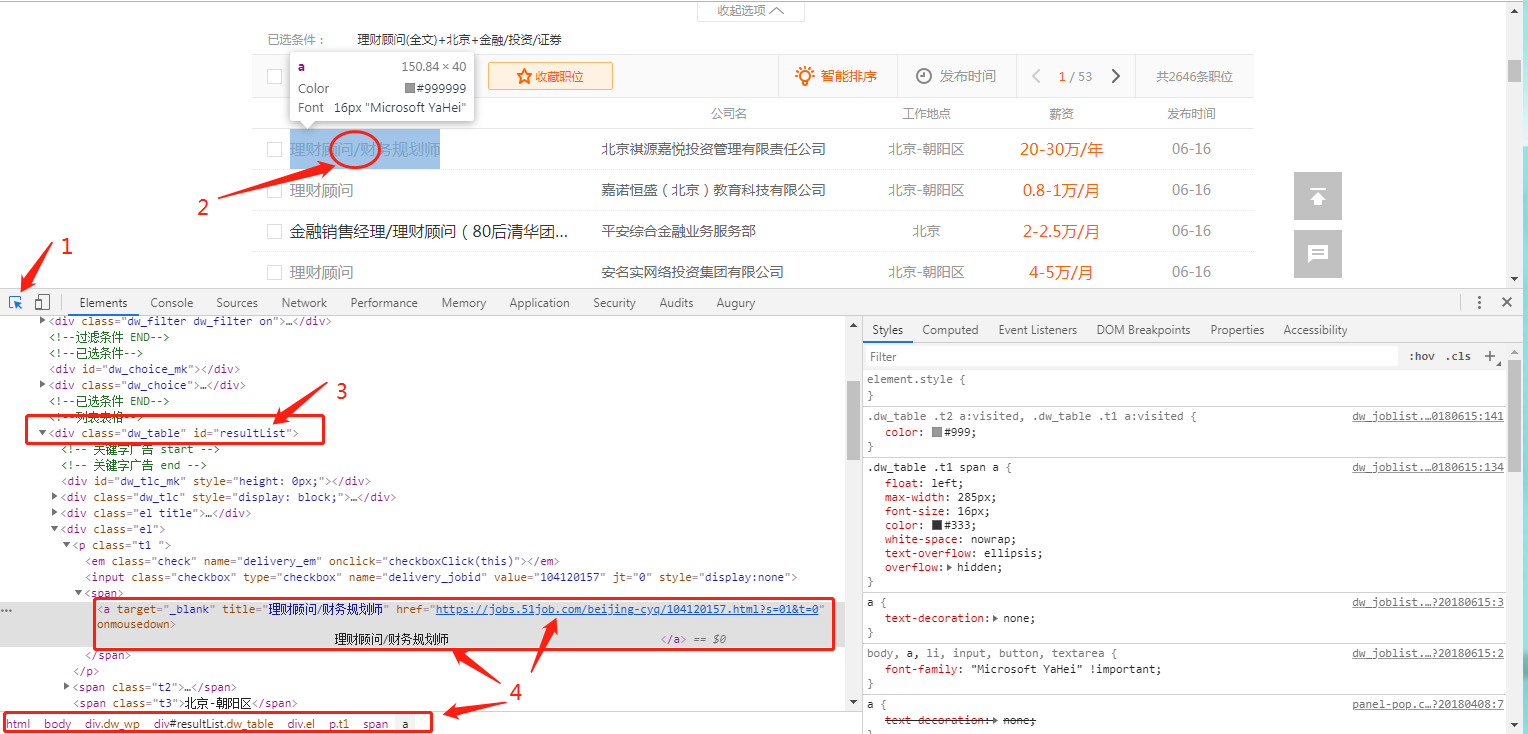 收起选项
已选条件： 理财顾问(全文)+北京+金融/投资/证券
a 150.84 × 40
Color #999999
Font 16px "Microsoft YaHei"
收藏职位 智能排序 发布时间 1 / 53 共2646条职位
公司名 工作地点 薪资 发布时间
理财顾问/财务规划师 北京祺源嘉悦投资管理有限责任公司 北京-朝阳区 20-30万/年 06-16
2
理财顾问 嘉诺恒盛（北京）教育科技有限公司 北京-朝阳区 0.8-1万/月 06-16
金融销售经理/理财顾问（80后清华团... 平安综合金融业务服务部 北京 2-2.5万/月 06-16
1
理财顾问 安名实网络投资集团有限公司 北京-朝阳区 4-5万/月 06-16
Elements Console Sources Network Performance Memory Application Security Audits Augury
<div class="dw_filter dw_filter on">…</div>
<!--过滤条件 END-->
<!--已选条件-->
<div id="dw_choice_mk"></div>
<div class="dw_choice">…</div>
<!--已选条件 END-->
<!--列表表格-->
3
<div class="dw_table" id="resultList">
<!-- 关键字广告 start -->
<!-- 关键字广告 end -->
<div id="dw_tlc_mk" style="height: 0px;"></div>
<div class="dw_tlc" style="display: block;">…</div>
<div class="el title">…</div>
<div class="el">
<p class="t1 ">
<em class="check" name="delivery_em" onclick="checkboxClick(this)"></em>
<input class="checkbox" type="checkbox" name="delivery_jobid" value="104120157" jt="0" style="display:none">
<span>
<a target="_blank" title="理财顾问/财务规划师" href="https://jobs.51job.com/beijing-cyq/104120157.html?s=01&t=0"
onmousedown>
理财顾问/财务规划师 </a> == $0
</span>
</p>
4
<span class="t2">…</span>
<span class="t3">北京-朝阳区</span>
html body div.dw_wp div#resultList.dw_table div.el p.t1 span a
Styles Computed Event Listeners DOM Breakpoints Properties Accessibility
Filter :hov .cls +
element.style {
}
.dw_table .t2 a:visited, .dw_table .t1 a:visited { dw_joblist.…0180615:141
color: #999;
}
.dw_table .t1 span a { dw_joblist.…0180615:134
float: left;
max-width: 285px;
font-size: 16px;
color: #333;
white-space: nowrap;
text-overflow: ellipsis;
overflow: hidden;
}
a { dw_joblist.…?20180615:3
text-decoration: none;
}
body, a, li, input, button, textarea { dw_joblist.…?20180615:2
font-family: "Microsoft YaHei" !important;
}
a { panel-pop.c…?20180408:7
text-decoration: none;